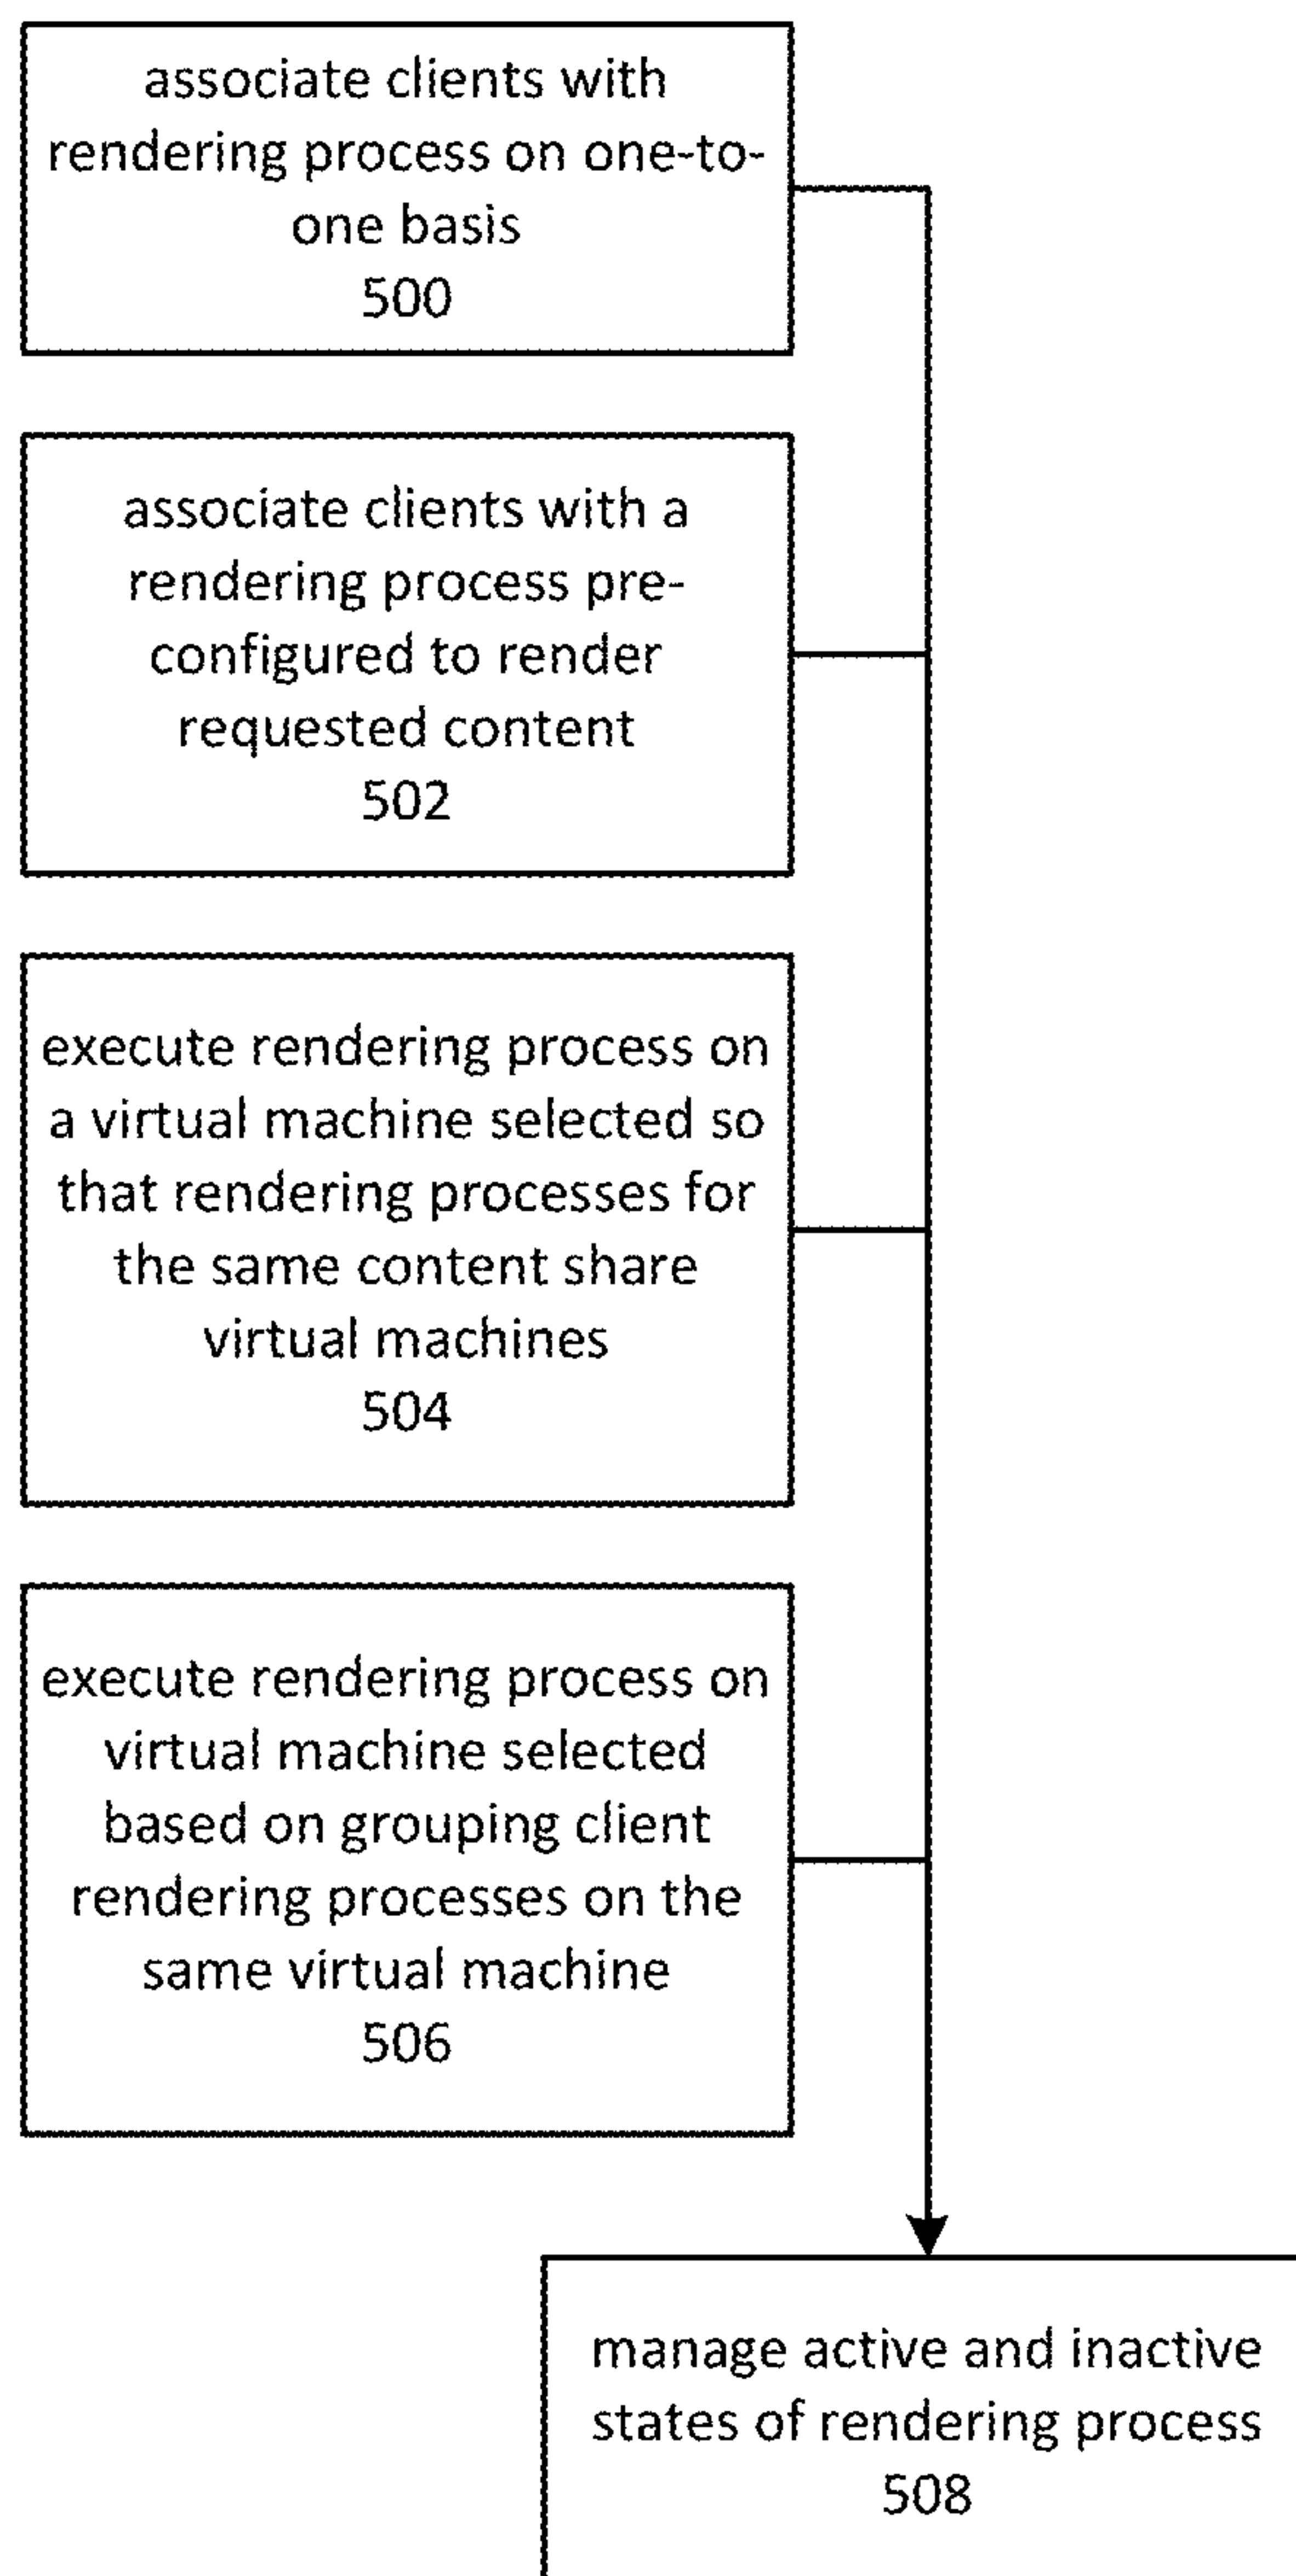 associate clients with
rendering process on one-to-
one basis
500
associate clients with a
rendering process pre-
configured to render
requested content
502
execute rendering process on
a virtual machine selected so
that rendering processes for
the same content share
virtual machines
504
execute rendering process on
virtual machine selected
based on grouping client
rendering processes on the
same virtual machine
506
manage active and inactive
states of rendering process
508